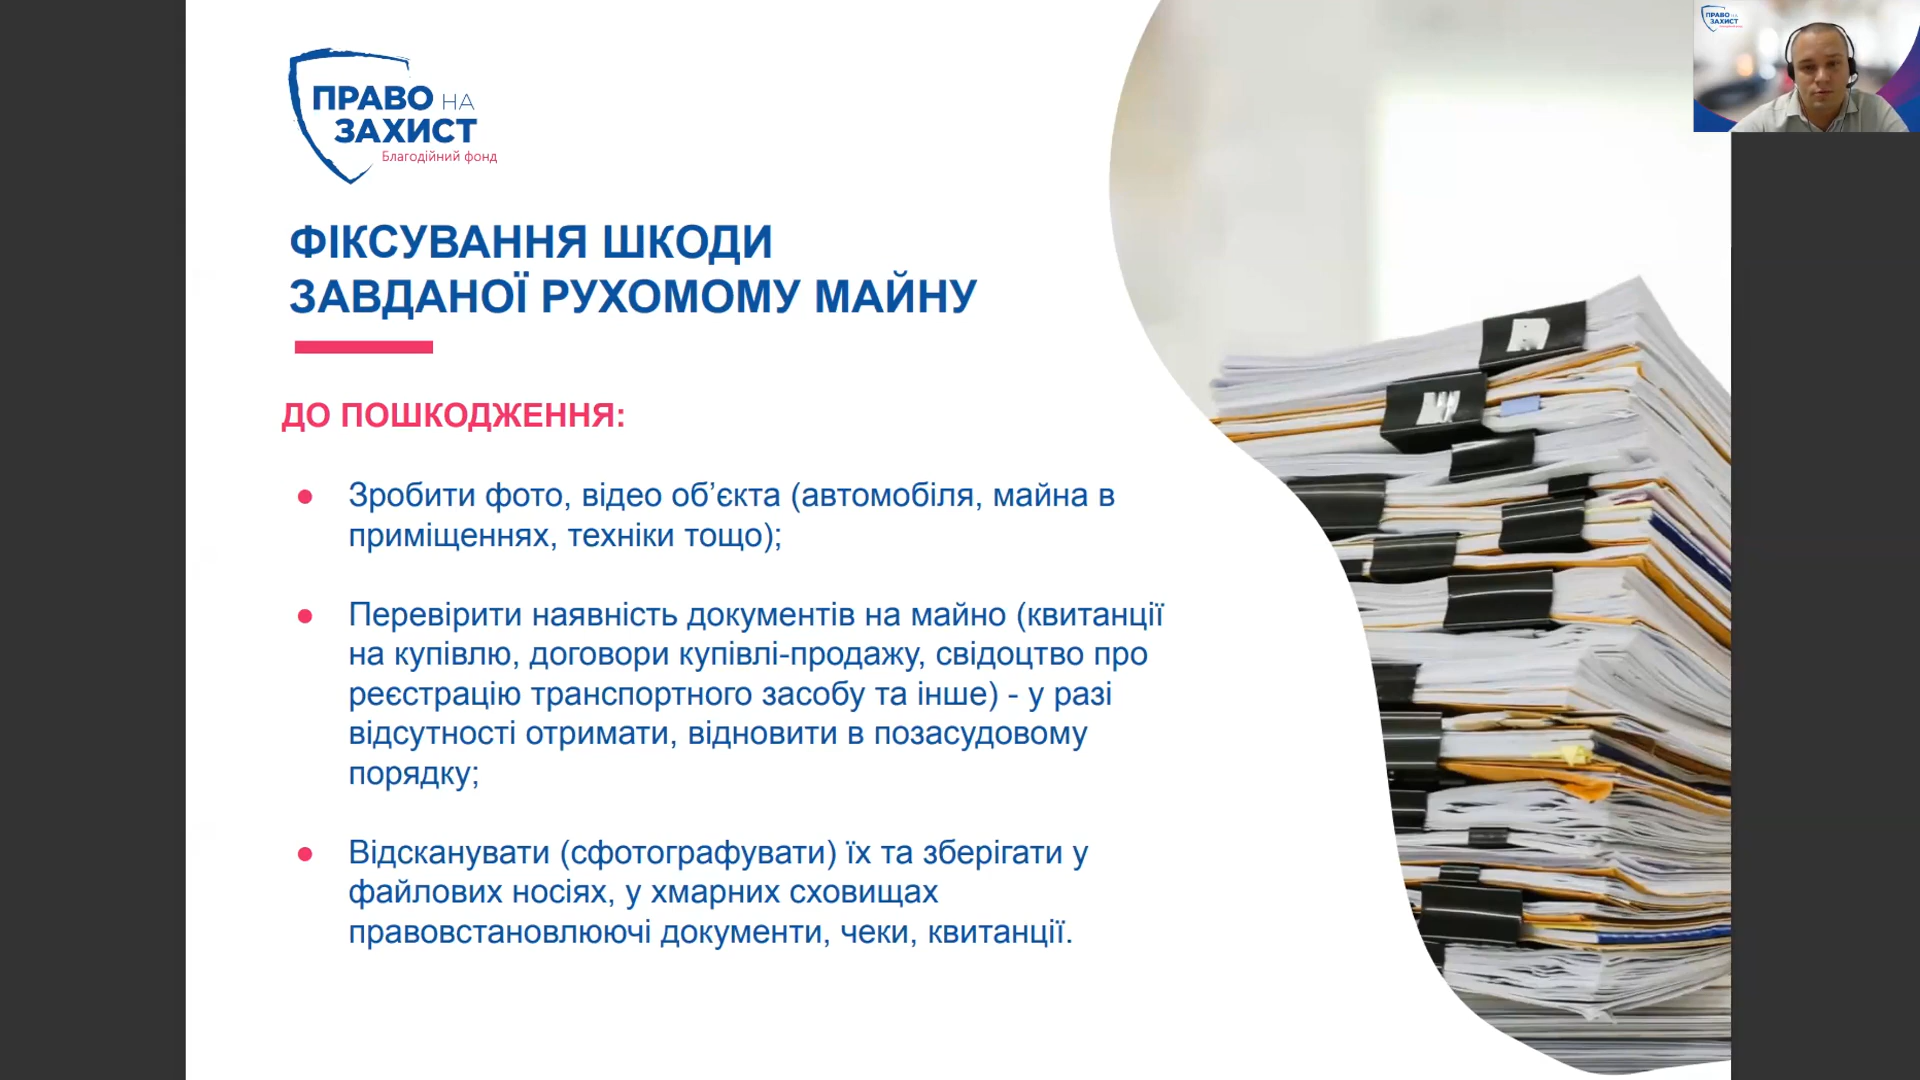 ПРАВО НА
ЗАХИСТ
Благодійний фонд
ФІКСУВАННЯ ШКОДИ
ЗАВДАНОЇ РУХОМОМУ МАЙНУ
ДО ПОШКОДЖЕННЯ:
● Зробити фото, відео об’єкта (автомобіля, майна в
приміщеннях, техніки тощо);
● Перевірити наявність документів на майно (квитанції
на купівлю, договори купівлі-продажу, свідоцтво про
реєстрацію транспортного засобу та інше) - у разі
відсутності отримати, відновити в позасудовому
порядку;
● Відсканувати (сфотографувати) їх та зберігати у
файлових носіях, у хмарних сховищах
правовстановлюючі документи, чеки, квитанції.
ПРАВО НА
ЗАХИСТ